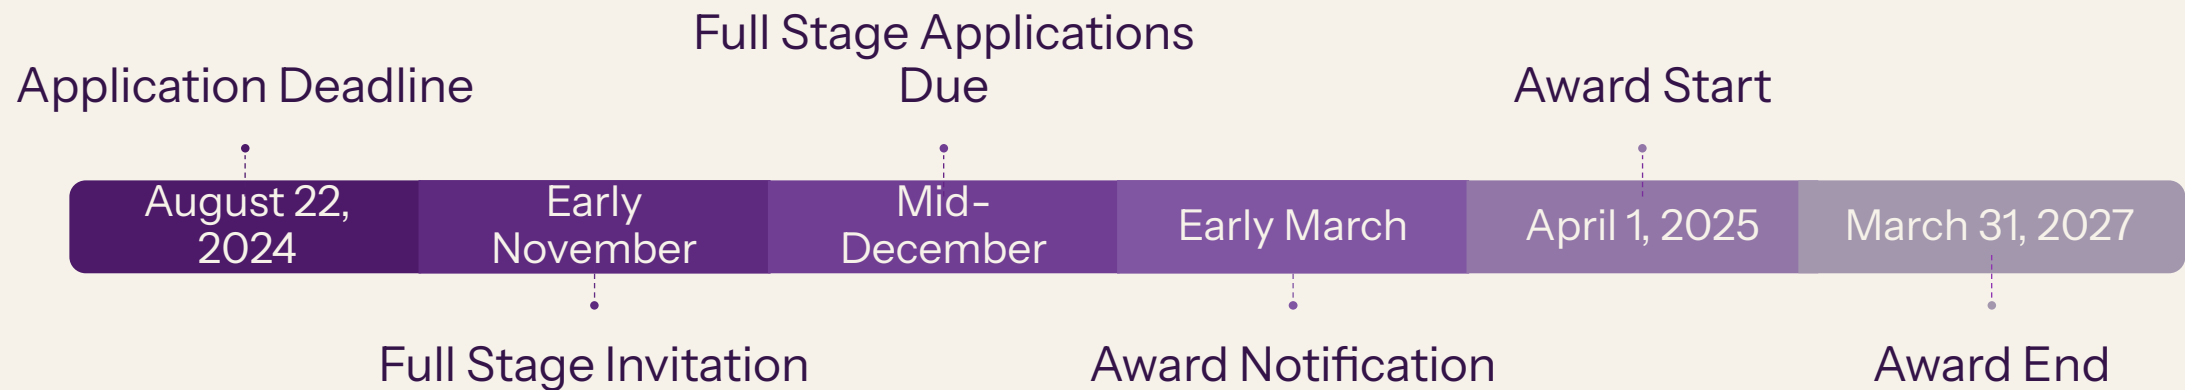 Full Stage Applications
Due
Application Deadline
Award Start
August 22,
2024
Early
November
Mid-
December
Early March
April 1, 2025
March 31, 2027
Full Stage Invitation
Award Notification
Award End